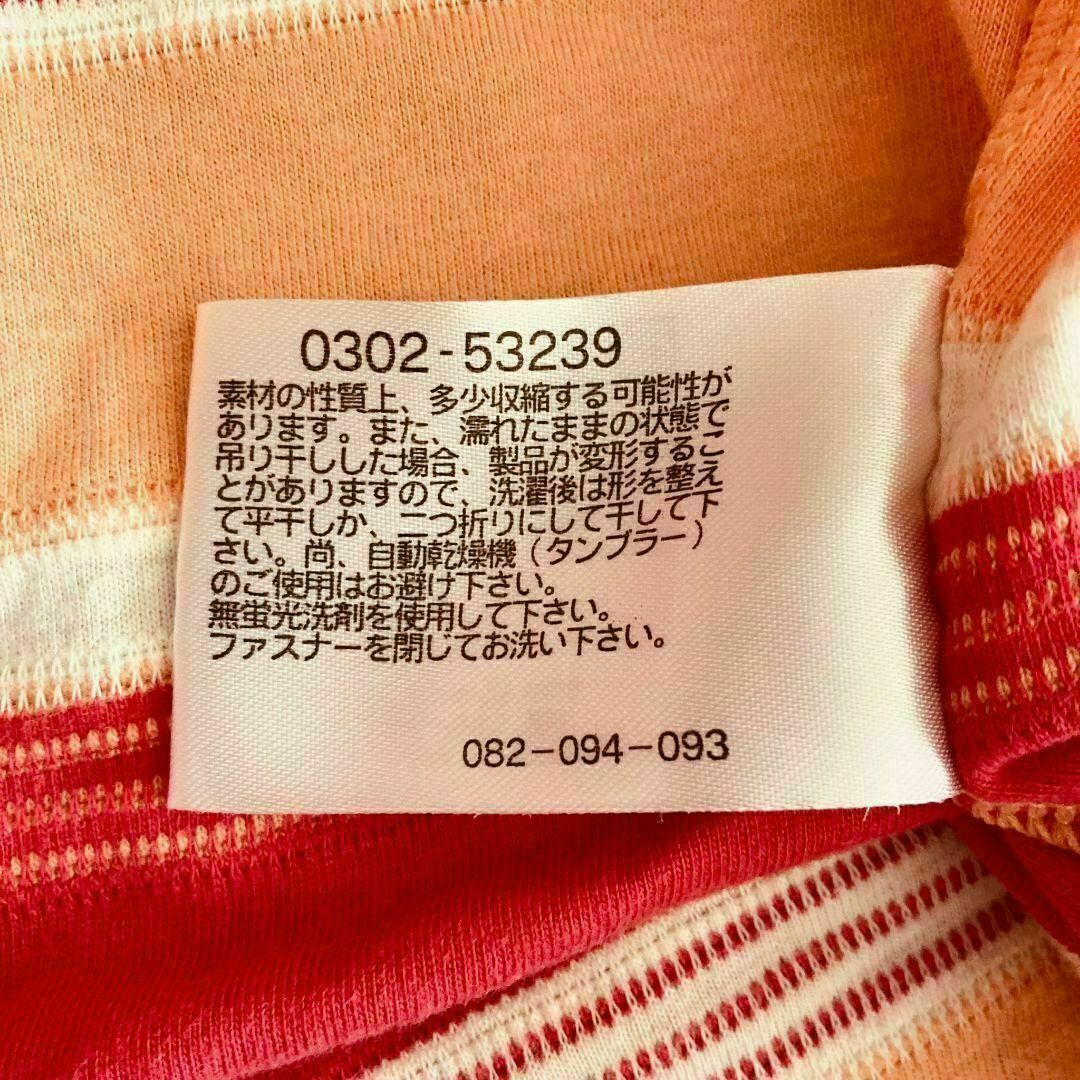 0302-53239
素材の性質上、多少収縮する可能性が
あります。また、濡れたままの状態で
吊り干しした場合、製品が変形するこ
とがありますので、洗濯後は形を整え
て平干しか、二つ折りにして干して下
さい。尚、自動乾燥機(タンブラー)
のご使用はお避け下さい。
無蛍光洗剤を使用して下さい。
ファスナーを閉じてお洗い下さい。
082-094-093